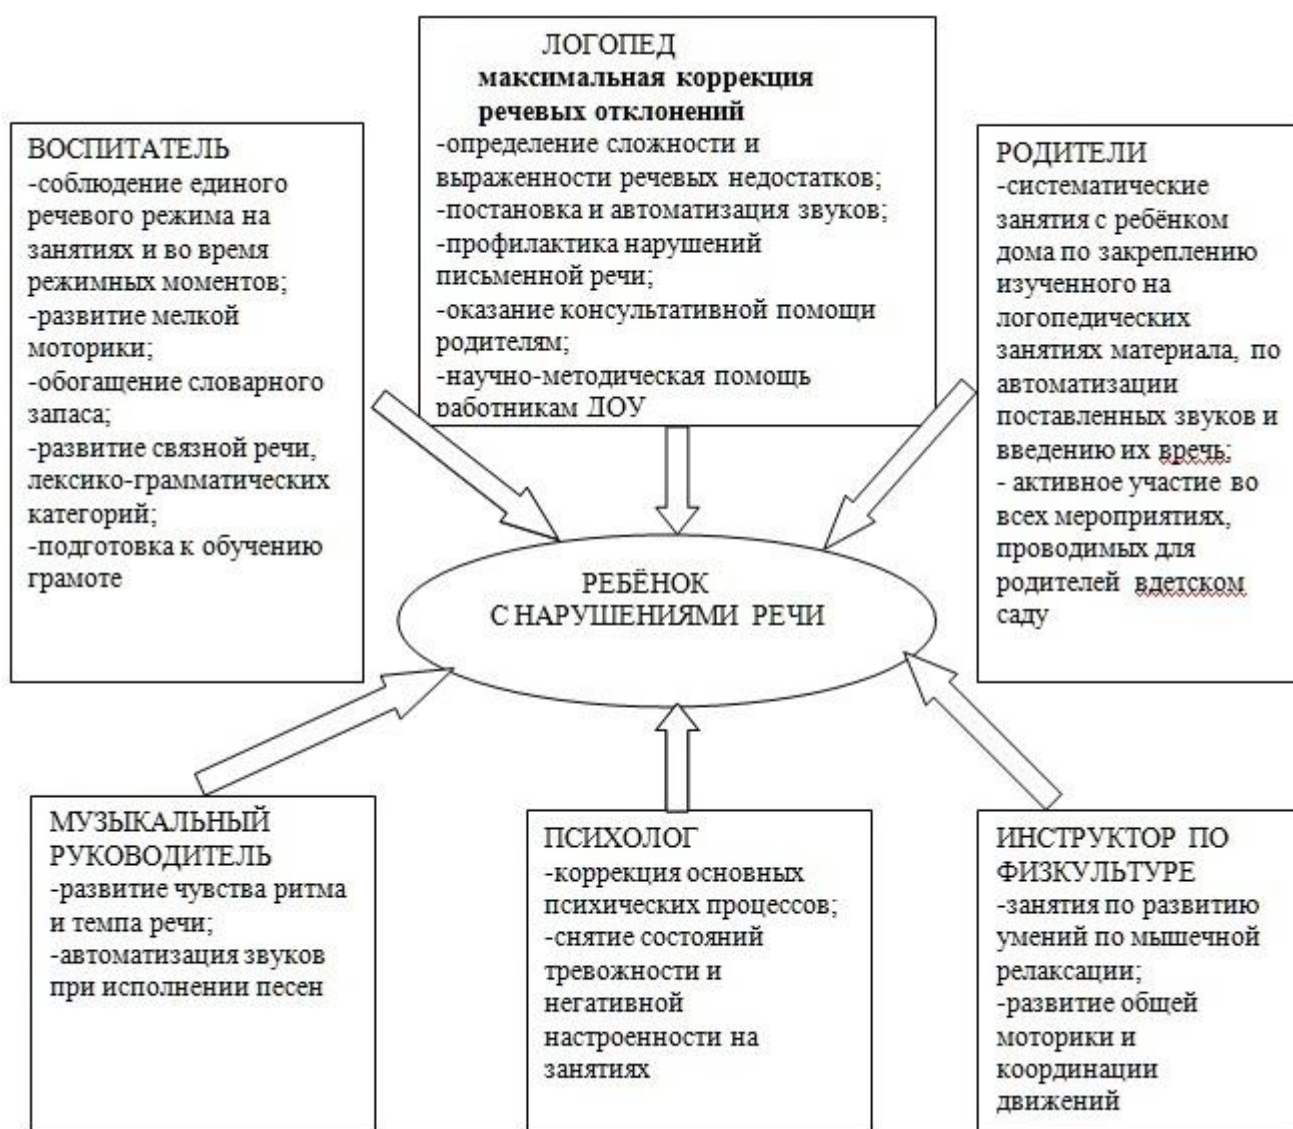 ЛОГОПЕД
максимальная коррекция
речевых отклонений
-определение сложности и
выраженности речевых недостатков;
-постановка и автоматизация звуков;
-профилактика нарушений
письменной речи;
-оказание консультативной помощи
родителям;
-научно-методическая помощь
работникам ДОУ
ВОСПИТАТЕЛЬ
-соблюдение единого
речевого режима на
занятиях и во время
режимных моментов;
-развитие мелкой
моторики;
-обогащение словарного
запаса;
-развитие связной речи,
лексико-грамматических
категорий;
-подготовка к обучению
грамоте
РОДИТЕЛИ
-систематические
занятия с ребёнком
дома по закреплению
изученного на
логопедических
занятиях материала, по
автоматизации
поставленных звуков и
введению их вречь;
- активное участие во
всех мероприятиях,
проводимых для
родителей вдетском
саду
РЕБЁНОК
С НАРУШЕНИЯМИ РЕЧИ
МУЗЫКАЛЬНЫЙ
РУКОВОДИТЕЛЬ
-развитие чувства ритма
и темпа речи;
-автоматизация звуков
при исполнении песен
ПСИХОЛОГ
-коррекция основных
психических процессов;
-снятие состояний
тревожности и
негативной
настроенности на
занятиях
ИНСТРУКТОР ПО
ФИЗКУЛЬТУРЕ
-занятия по развитию
умений по мышечной
релаксации;
-развитие общей
моторики и
координации
движений